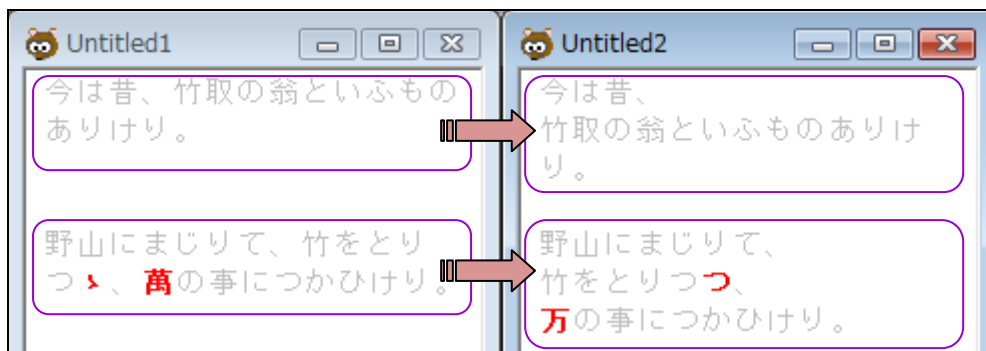 Untitled1
今は昔、竹取の翁といふもの
ありけり。
野山にまじりて、竹をとり
つゝ、萬の事につかひけり。
Untitled2
今は昔、
竹取の翁といふものありけ
り。
野山にまじりて、
竹をとりつつ、
万の事につかひけり。